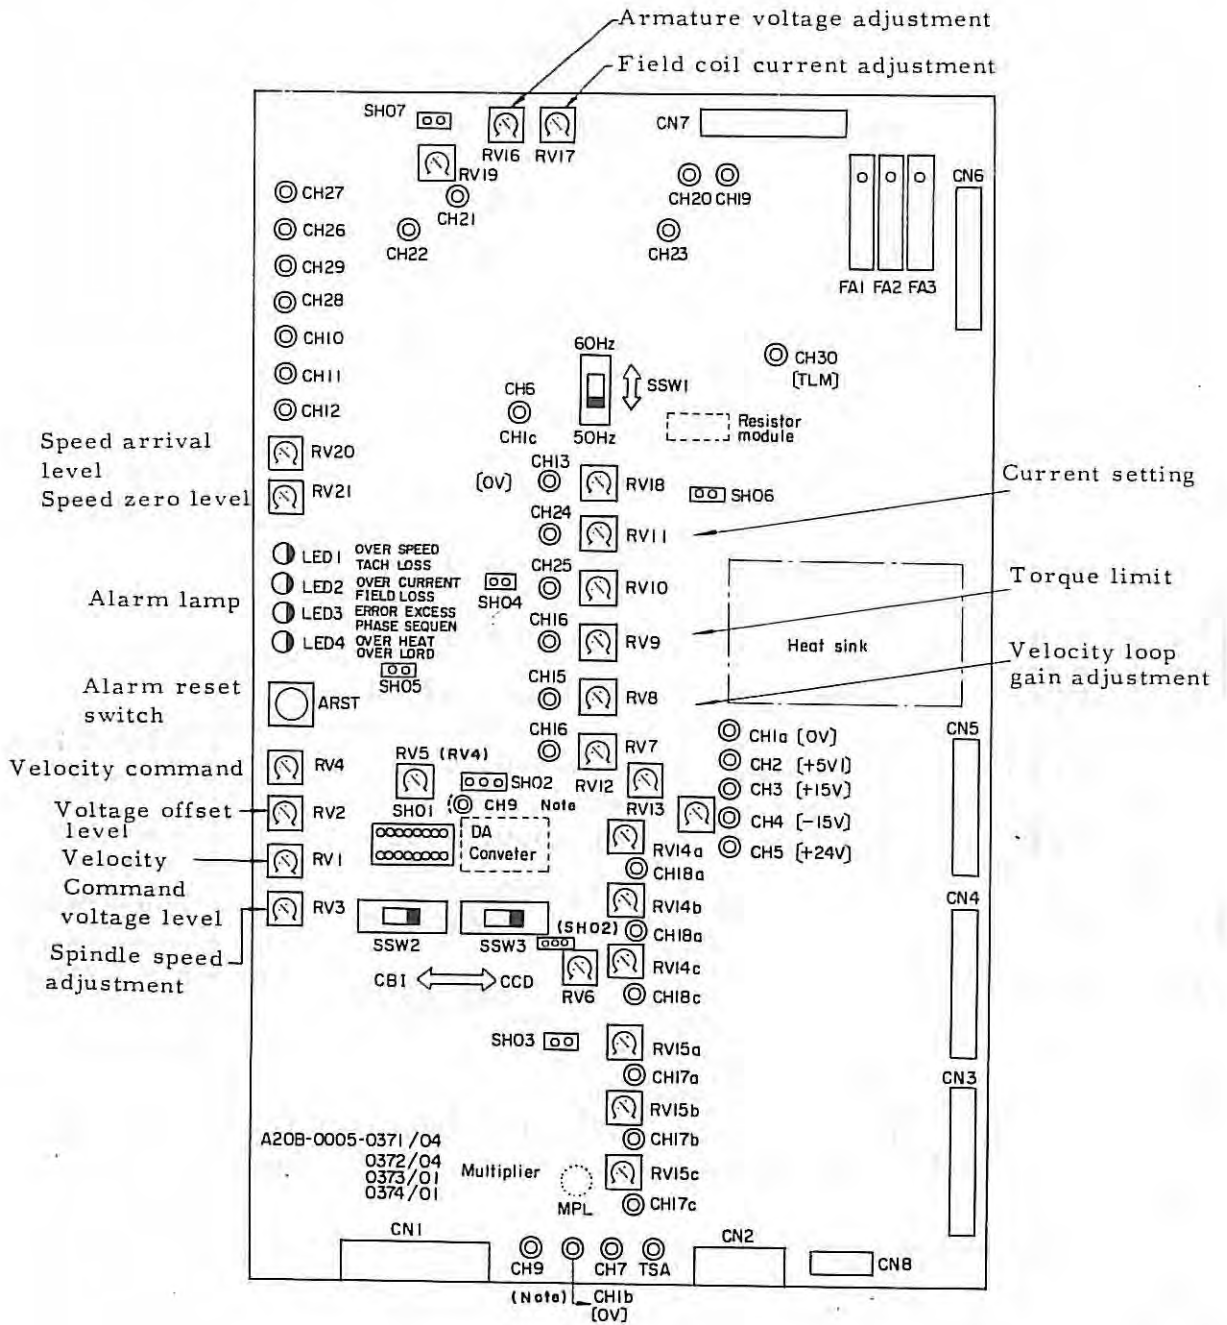 Armature voltage adjustment
Field coil current adjustment
SH07
RV16
RV17
CN7
RV19
CH27
CH21
CH20
CH19
CN6
CH26
CH22
CH23
CH29
FA1
FA2
FA3
CH28
CH10
60Hz
CH30
[TLM]
CH11
CH6
SSW1
CH12
CH1c
50Hz
Resistor
module
Speed arrival
level
RV20
CH13
[0V]
RV18
SH06
Current setting
Speed zero level
RV21
CH24
RV11
LED1
OVER SPEED
TACH LOSS
LED2
OVER CURRENT
FIELD LOSS
SH04
CH25
RV10
Torque limit
Alarm lamp
LED3
ERROR EXCESS
PHASE SEQUEN
CH16
RV9
Heat sink
LED4
OVER HEAT
OVER LORD
SH05
Velocity loop
gain adjustment
Alarm reset
switch
ARST
CH15
RV8
CH16
RV7
RV12
CH1a [0V]
CN5
Velocity command
RV4
RV5 (RV4)
SH02
CH2 [+5V1]
RV13
CH3 [+15V]
Voltage offset
level
RV2
SH01
CH9
Nota
CH4 [-15V]
DA
Conveter
RV14a
CH5 [+24V]
Velocity
Command
voltage level
RV1
CH18a
RV3
RV14b
CN4
SSW2
SSW3
(SH02)
CH18a
Spindle speed
adjustment
CBI
CCD
RV6
RV14c
CH18c
SH03
RV15a
CH17a
CN3
RV15b
A20B-0005-0371/04
0372/04
0373/01
0374/01
CH17b
Multiplier
MPL
RV15c
CH17c
CN1
CH9
CH7
TSA
CN2
CN8
(Nota)
CH1b
[0V]